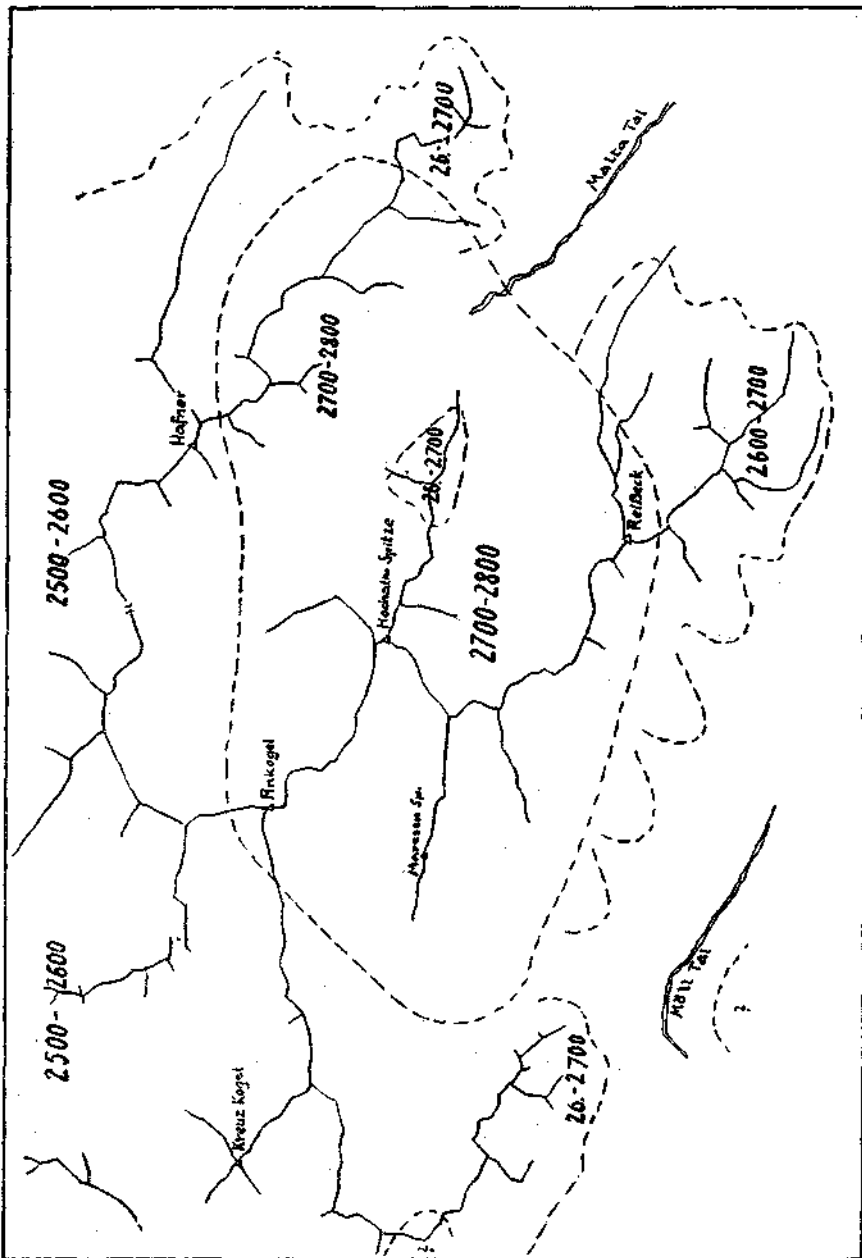 2500-2600
2500-2600
Hafner
Kreuz Kogel
Ankogel
2700-2800
Hochalm Spitze
Maresen Sp.
?
26.-2700
26.-2700
2700-2800
26.-2700
Malta Tal
Reißeck
Möll Tal
?
2600-2700